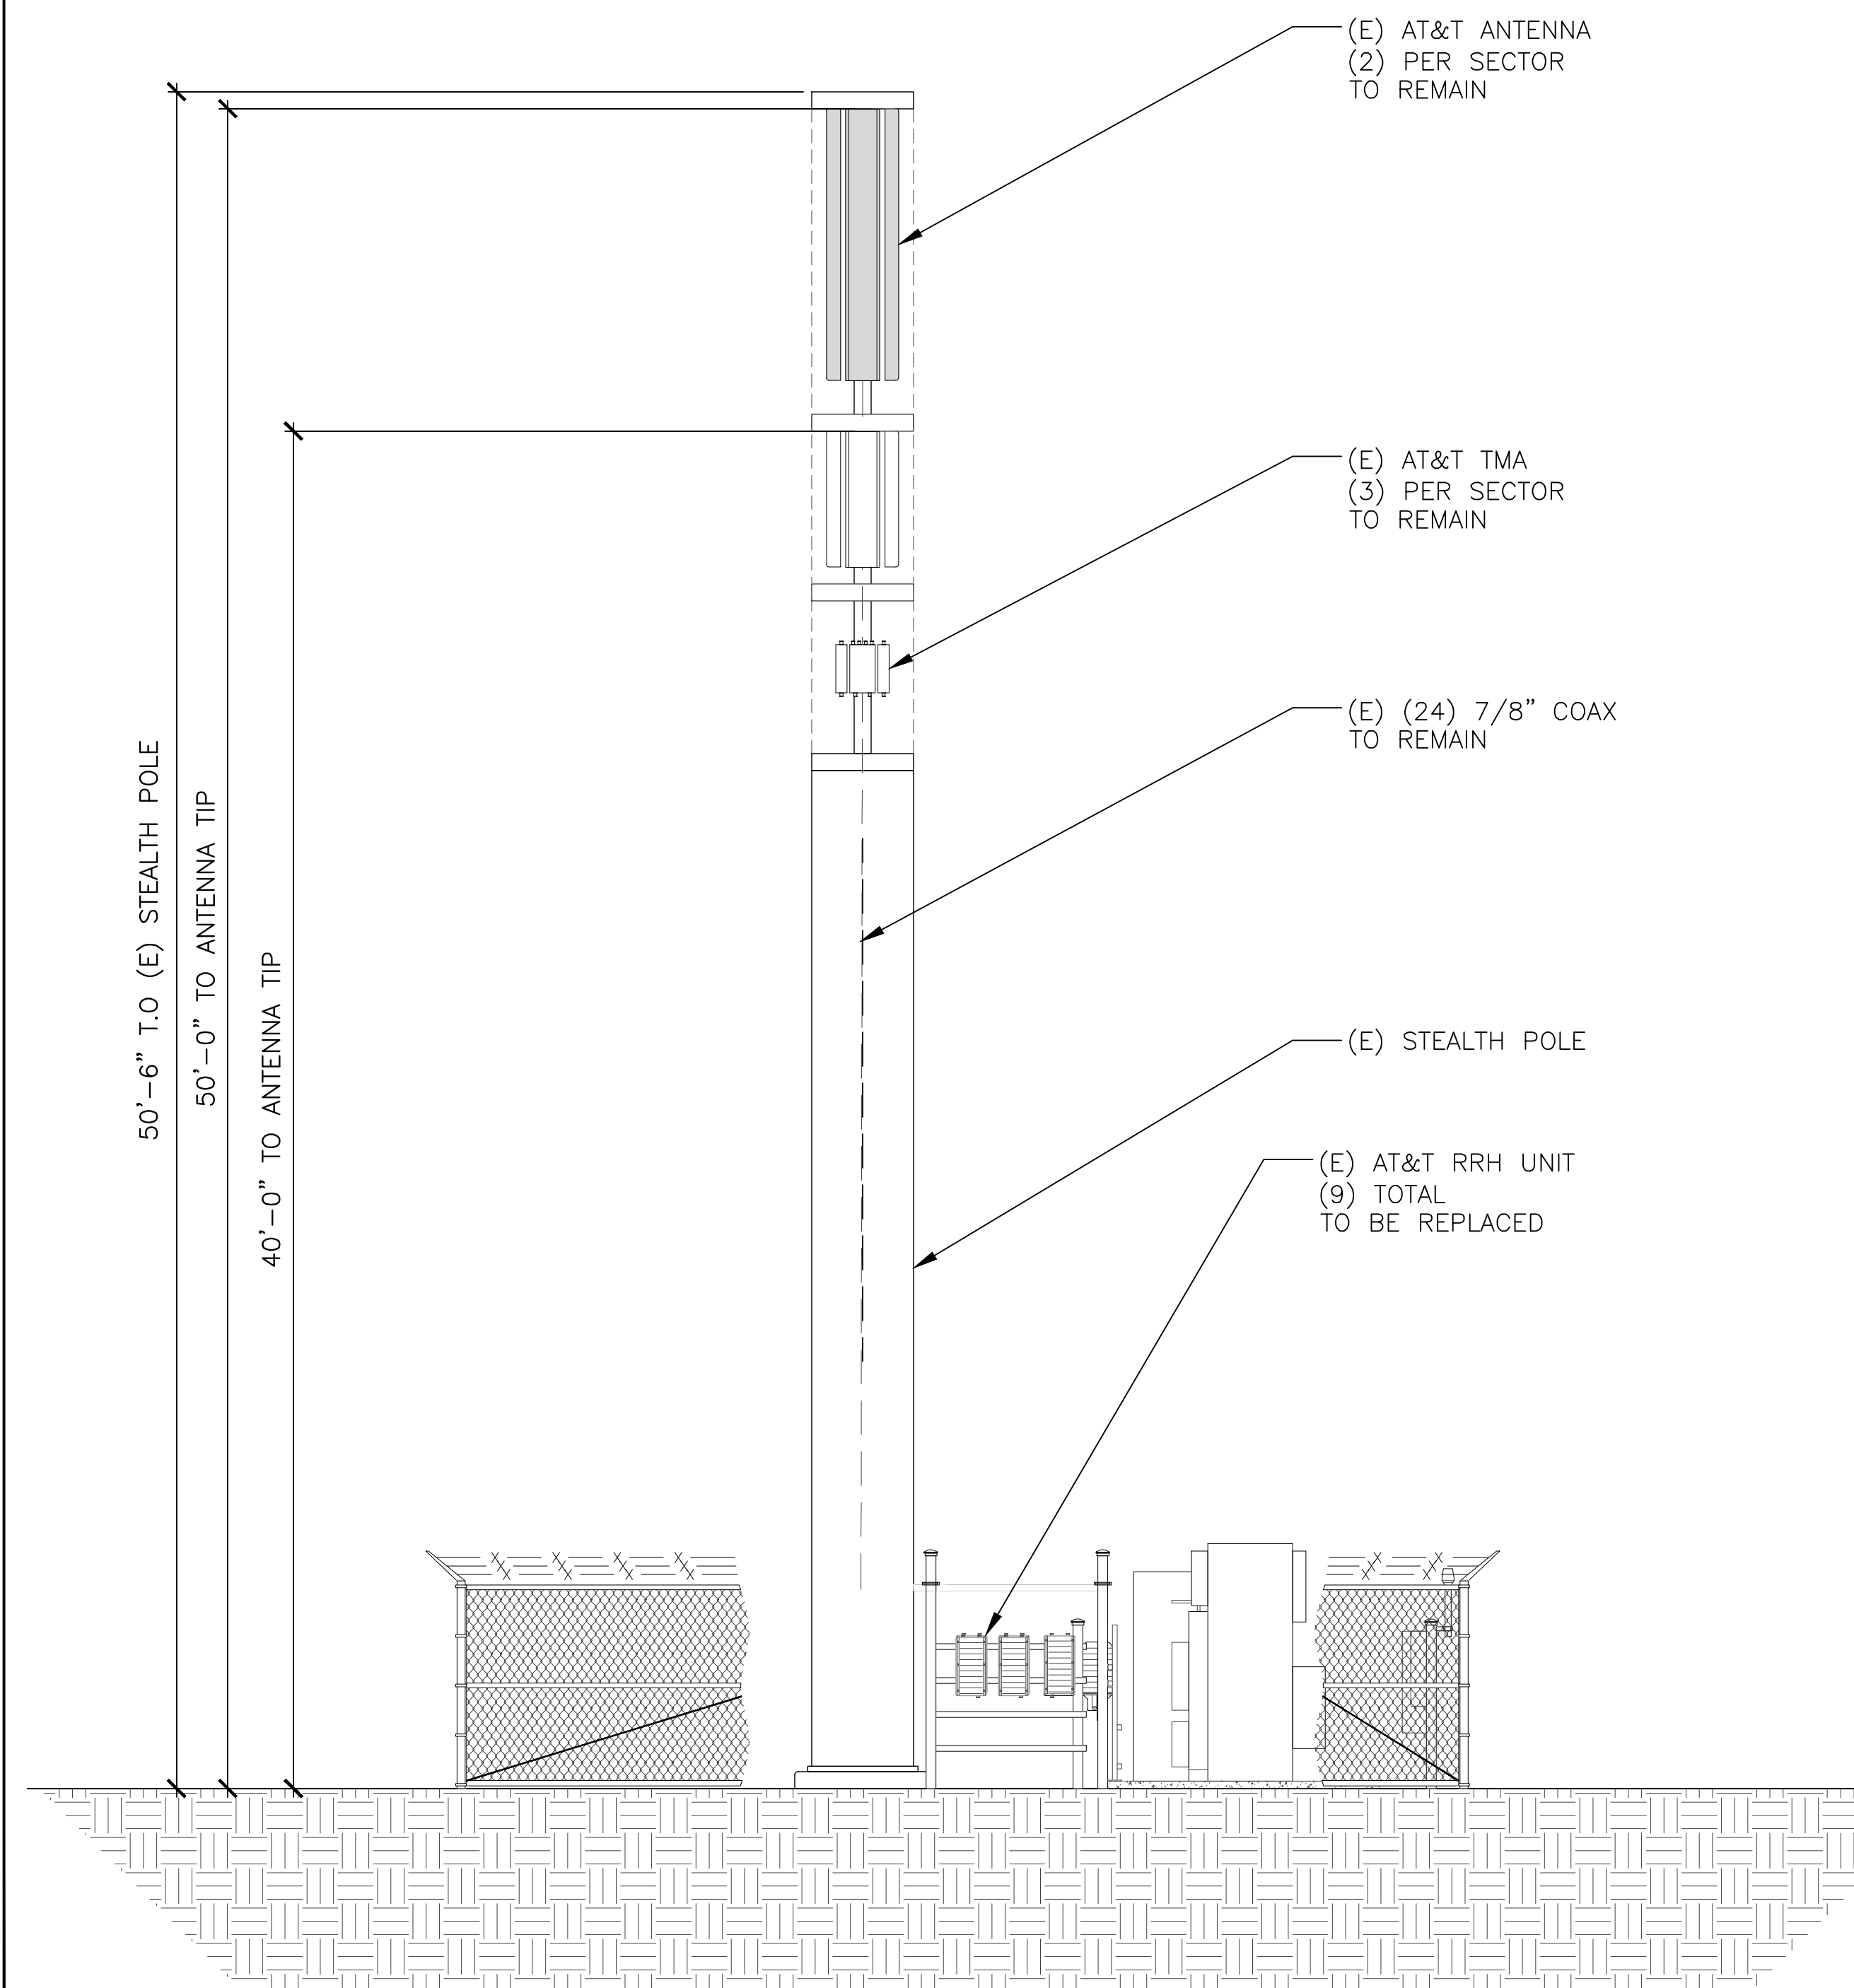 (E) AT&T ANTENNA
(2) PER SECTOR
TO REMAIN
(E) AT&T TMA
(3) PER SECTOR
TO REMAIN
(E) (24) 7/8” COAX
TO REMAIN
(E) STEALTH POLE
(E) AT&T RRH UNIT
(9) TOTAL
TO BE REPLACED
50’–6” T.O (E) STEALTH POLE
50’–0” TO ANTENNA TIP
40’–0” TO ANTENNA TIP